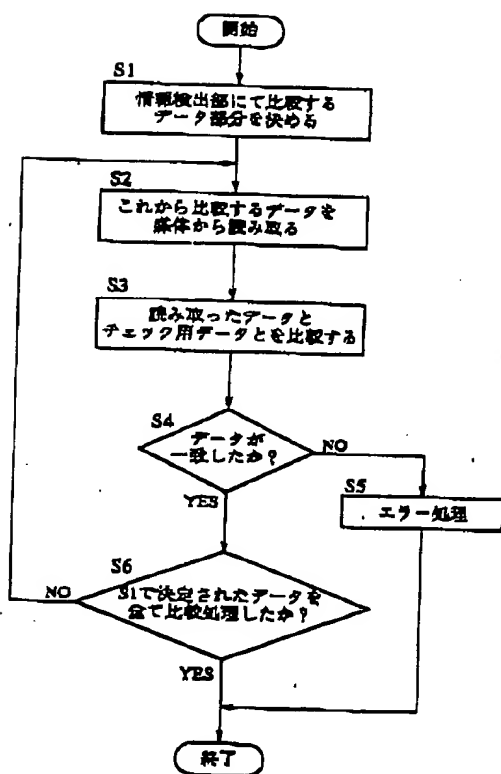 開始
S1
情報検出部にて比較する
データ部分を決める
S2
これから比較するデータを
媒体から読み取る
S3
読み取ったデータと
チェック用データとを比較する
S4
データが
一致したか?
NO
YES
S5
エラー処理
S6
S1で決定されたデータを
全て比較処理したか?
NO
YES
終了